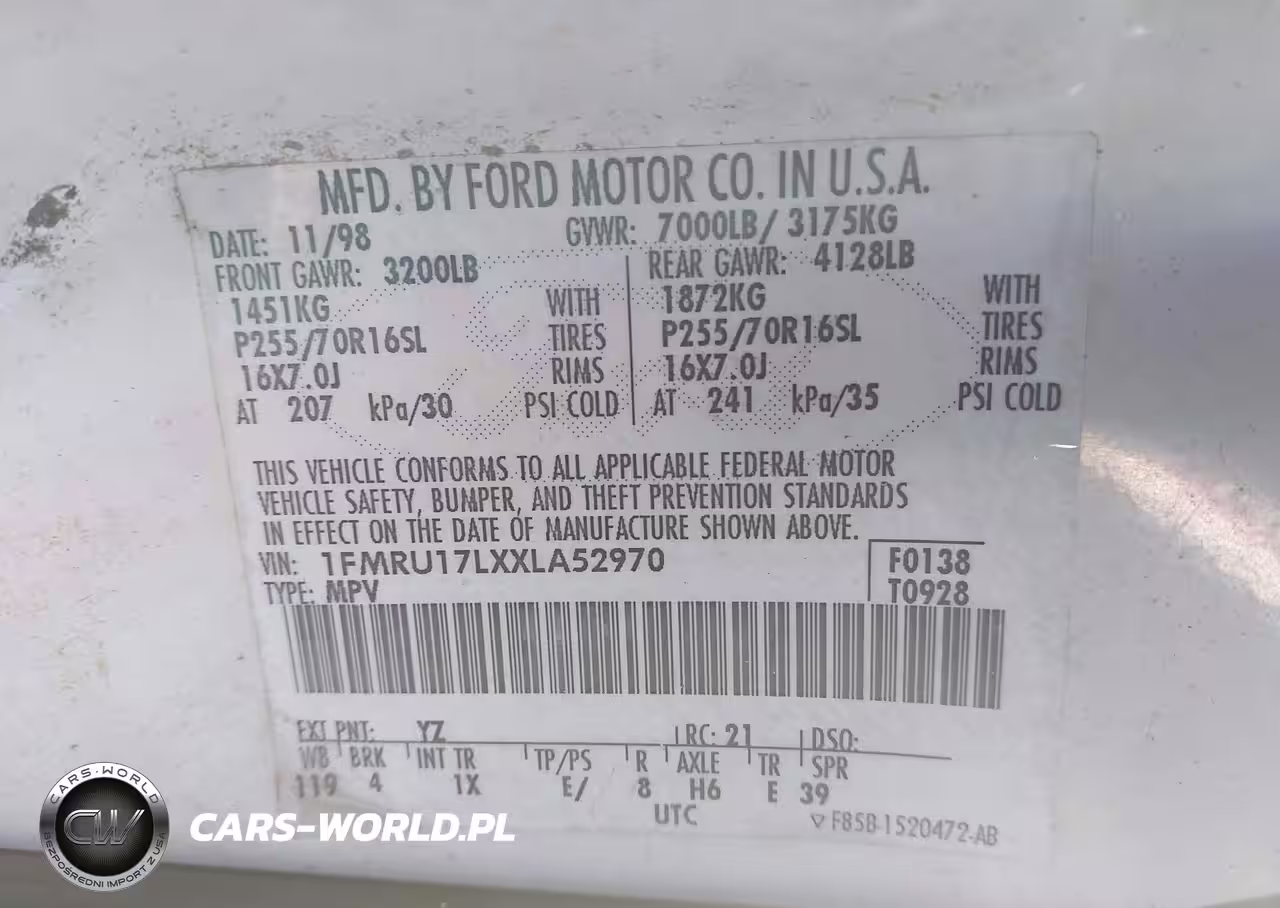 MFD. BY FORD MOTOR CO. IN U.S.A.
DATE: 11/98 GVWR: 7000LB/ 3175KG
FRONT GAWR: 3200LB REAR GAWR: 4128LB
1451KG WITH 1872KG WITH
P255/70R16SL TIRES P255/70R16SL TIRES
16X7.0J RIMS 16X7.0J RIMS
AT 207 kPa/30 PSI COLD AT 241 kPa/35 PSI COLD
THIS VEHICLE CONFORMS TO ALL APPLICABLE FEDERAL MOTOR
VEHICLE SAFETY, BUMPER, AND THEFT PREVENTION STANDARDS
IN EFFECT ON THE DATE OF MANUFACTURE SHOWN ABOVE.
VIN: 1FMRU17LXXLA52970 F0138
TYPE: MPV T0928
EXT PNT: YZ RC: 21 DSO:
WB BRK INT TR TP/PS R AXLE TR SPR
119 4 1X E/ 8 H6 E 39
UTC
F85B-1520472-AB
CARS-WORLD
CW
BEZPOŚREDNI IMPORT Z USA
CARS-WORLD.PL